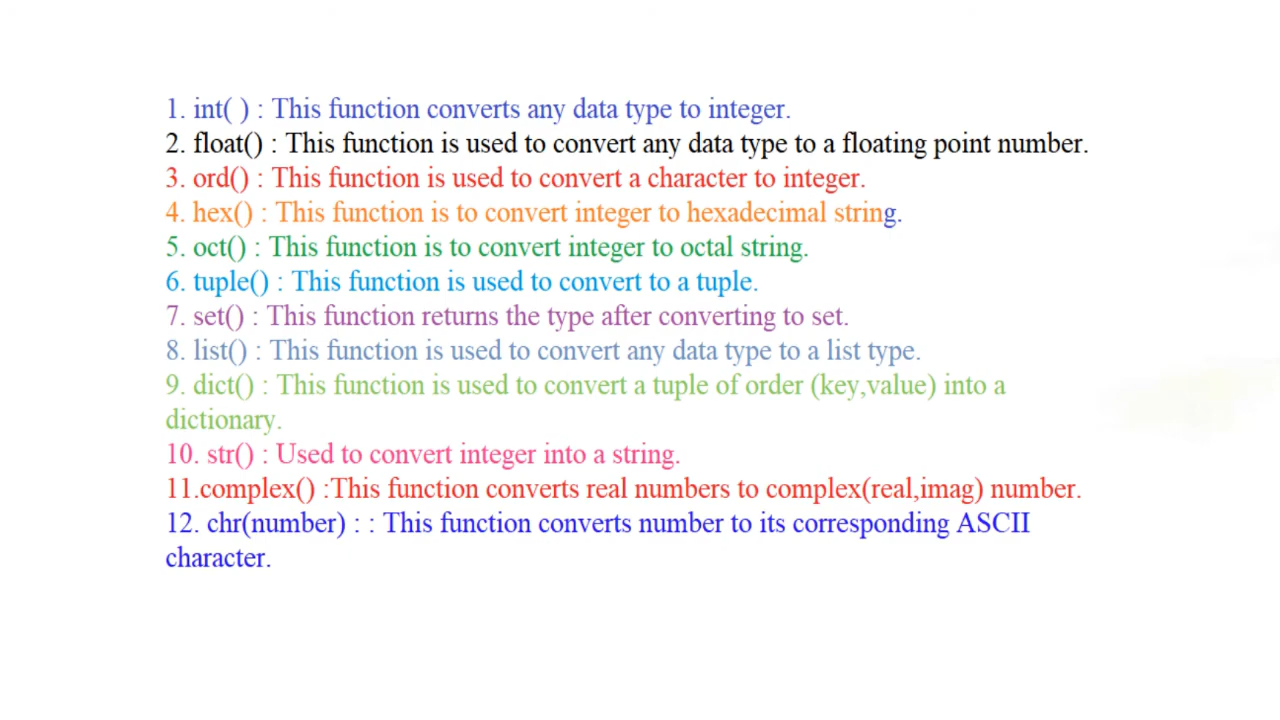 1. int( ) : This function converts any data type to integer.
2. float() : This function is used to convert any data type to a floating point number.
3. ord() : This function is used to convert a character to integer.
4. hex() : This function is to convert integer to hexadecimal string.
5. oct() : This function is to convert integer to octal string.
6. tuple() : This function is used to convert to a tuple.
7. set() : This function returns the type after converting to set.
8. list() : This function is used to convert any data type to a list type.
9. dict() : This function is used to convert a tuple of order (key,value) into a
dictionary.
10. str() : Used to convert integer into a string.
11.complex() :This function converts real numbers to complex(real,imag) number.
12. chr(number) : : This function converts number to its corresponding ASCII
character.